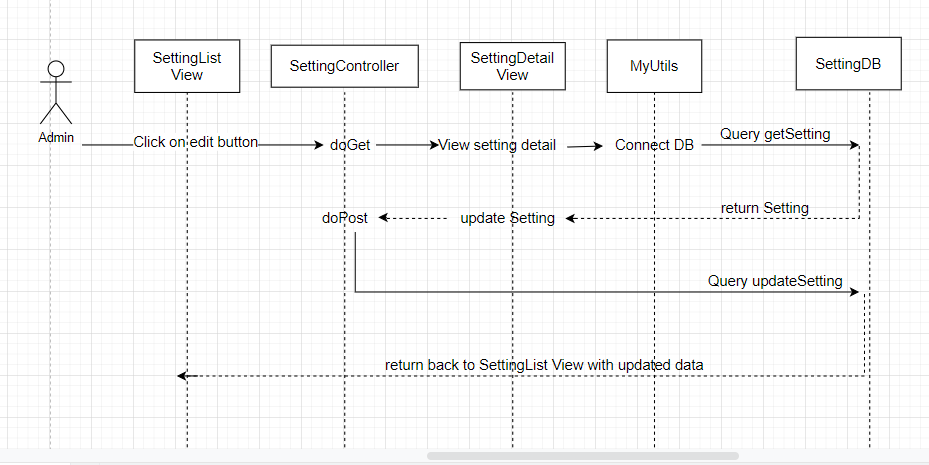 SettingList
View
SettingController
SettingDetail
View
MyUtils
SettingDB
Admin
Click on edit button
doGet
View setting detail
Connect DB
Query getSetting
doPost
update Setting
return Setting
Query updateSetting
return back to SettingList View with updated data